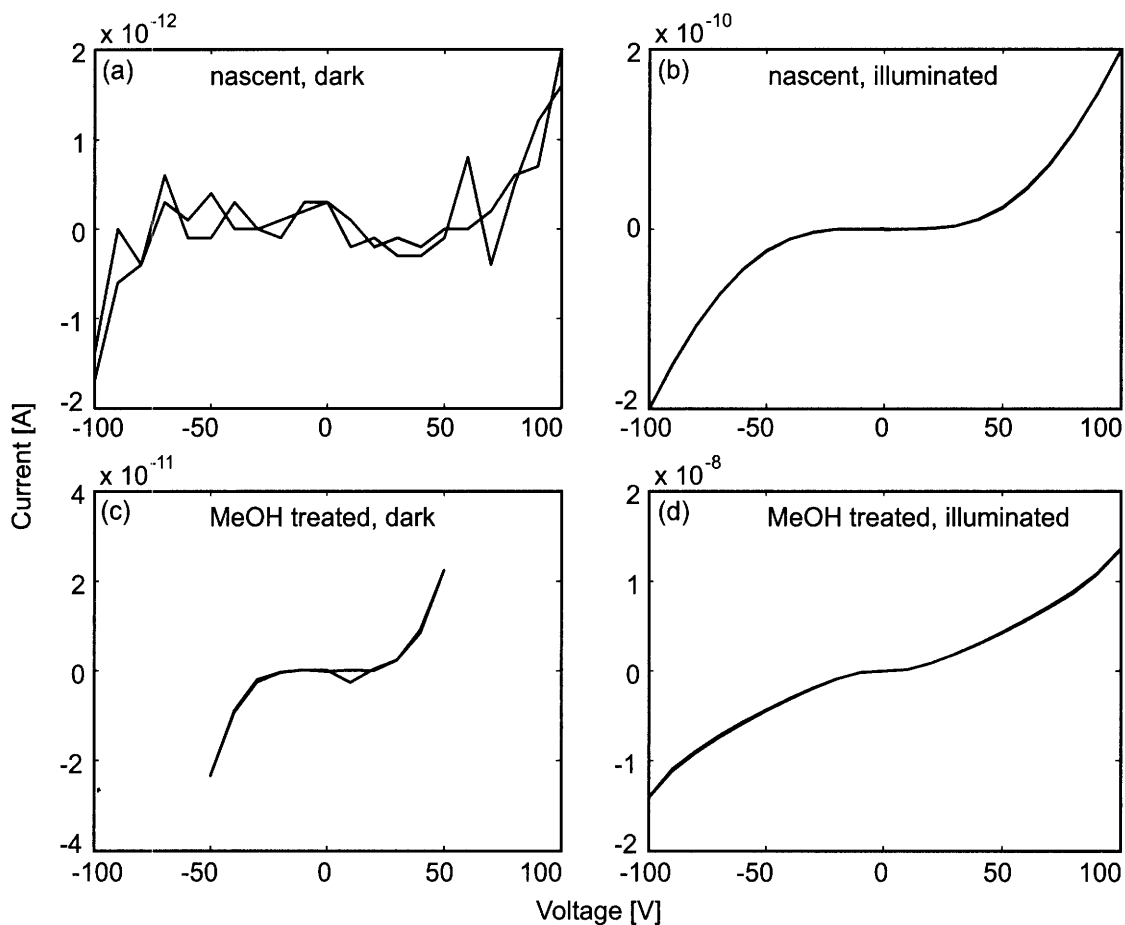 x 10-12
2
(a)
nascent, dark
1
0
-1
-2
-100
-50
0
50
100
x 10-10
2
(b)
nascent, illuminated
0
-2
-100
-50
0
50
100
Current [A]
x 10-11
4
(c)
MeOH treated, dark
2
0
-2
-4
-100
-50
0
50
100
x 10-8
2
(d)
MeOH treated, illuminated
1
0
-1
-2
-100
-50
0
50
100
Voltage [V]